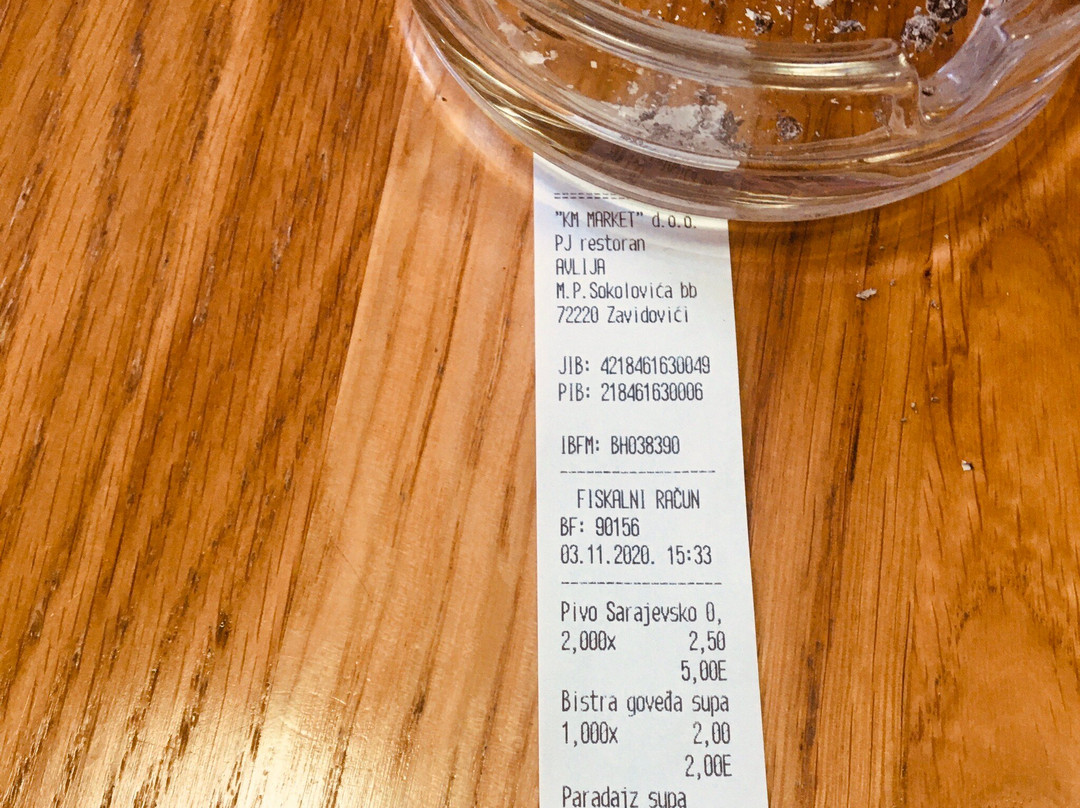 "KM MARKET" d.o.o.
PJ restoran
AVLIJA
M.P.Sokolovića bb
72220 Zavidovići
JIB: 4218461630049
PIB: 218461630006
IBFM: BH038390
FISKALNI RAČUN
BF: 90156
03.11.2020. 15:33
Pivo Sarajevsko 0,
2,000x 2,50
5,00E
Bistra goveđa supa
1,000x 2,00
2,00E
Paradajz supa